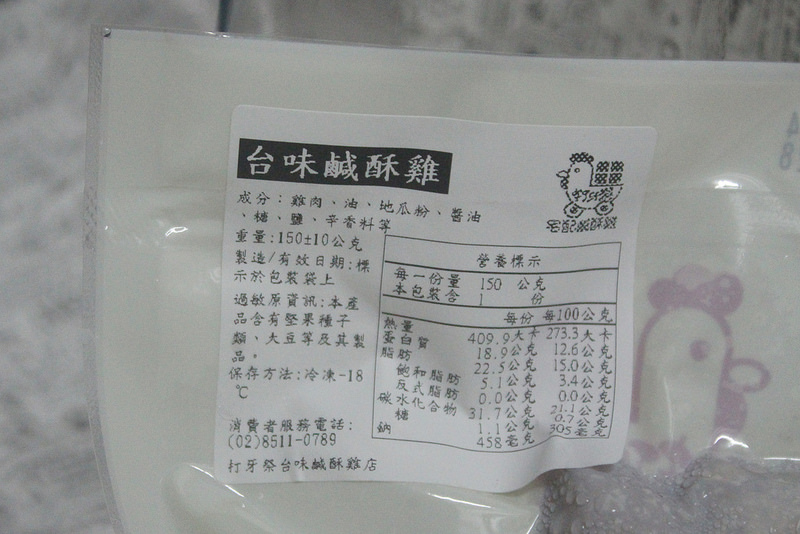 台味鹹酥雞
成分：雞肉、油、地瓜粉、醬油
、糖、鹽、辛香料等
重量:150±10公克
製造/有效日期:標
示於包裝袋上
過敏原資訊:本產
品含有堅果種子
類、大豆等及其製
品。
保存方法:冷凍-18
℃
消費者服務電話:
(02)8511-0789
打牙祭台味鹹酥雞店
宅配鹹酥雞
營養標示
每一份量 150 公克
本包裝含 1 份
每份 每100公克
熱量 409.9大卡 273.3大卡
蛋白質 18.9公克 12.6公克
脂肪 22.5公克 15.0公克
飽和脂肪 5.1公克 3.4公克
反式脂肪 0.0公克 0.0公克
碳水化合物 31.7公克 21.1公克
糖 1.1公克 0.7公克
鈉 458毫克 305毫克